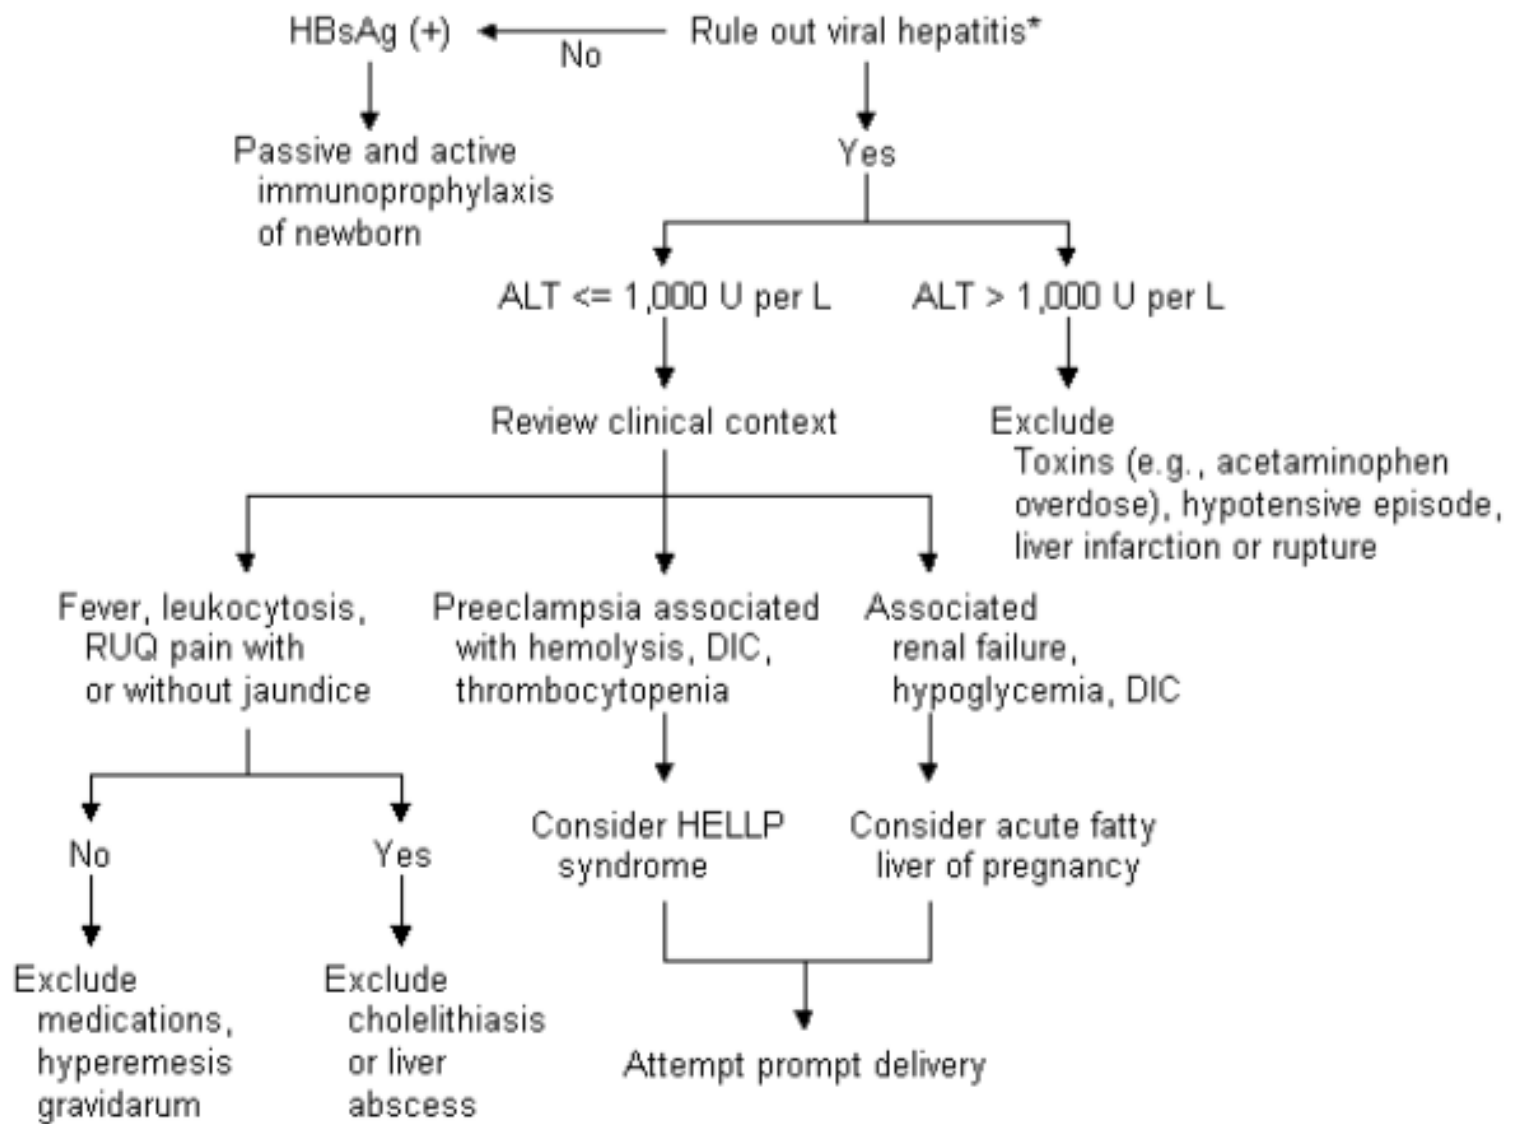 HBsAg (+)
No
Rule out viral hepatitis*
Passive and active
immunoprophylaxis
of newborn
Yes
ALT <= 1,000 U per L
ALT > 1,000 U per L
Review clinical context
Exclude
Toxins (e.g., acetaminophen
overdose), hypotensive episode,
liver infarction or rupture
Fever, leukocytosis,
RUQ pain with
or without jaundice
Preeclampsia associated
with hemolysis, DIC,
thrombocytopenia
Associated
renal failure,
hypoglycemia, DIC
No
Yes
Consider HELLP
syndrome
Consider acute fatty
liver of pregnancy
Exclude
medications,
hyperemesis
gravidarum
Exclude
cholelithiasis
or liver
abscess
Attempt prompt delivery